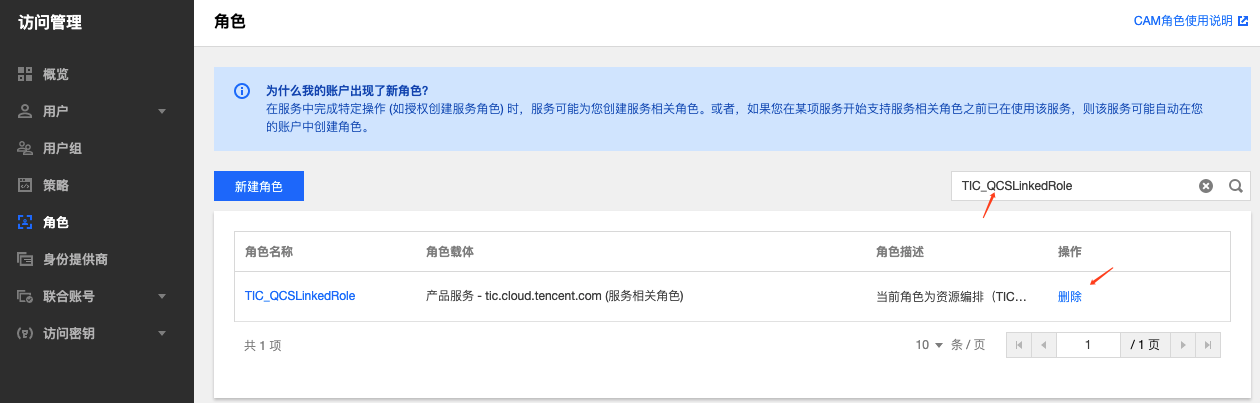 访问管理
角色
CAM角色使用说明
概览
用户
用户组
策略
角色
身份提供商
联合账号
访问密钥
为什么我的账户出现了新角色?
在服务中完成特定操作 (如授权创建服务角色) 时，服务可能为您创建服务相关角色。或者，如果您在某项服务开始支持服务相关角色之前已在使用该服务，则该服务可能自动在您
的账户中创建角色。
新建角色
TIC_QCSLinkedRole
角色名称 角色载体 角色描述 操作
TIC_QCSLinkedRole 产品服务 - tic.cloud.tencent.com (服务相关角色) 当前角色为资源编排（TIC... 删除
共 1 项 10 条 / 页 1 / 1 页